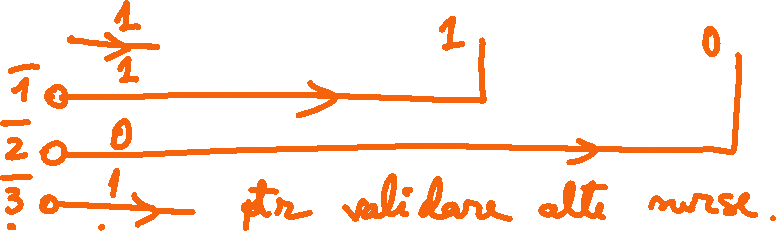 1 1 0
1̅ 1
2̅ 0
3̅ 1 ptr validare alte surse.